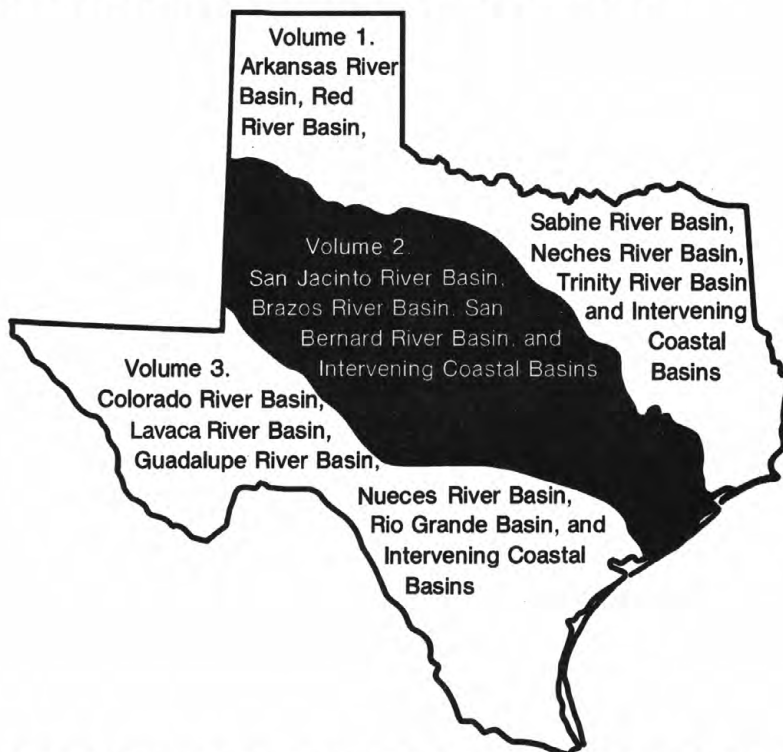 Volume 1.
Arkansas River
Basin, Red
River Basin,
Sabine River Basin,
Neches River Basin,
Trinity River Basin
and Intervening
Coastal
Basins
Volume 2.
San Jacinto River Basin,
Brazos River Basin, San
Bernard River Basin, and
Intervening Coastal Basins
Volume 3.
Colorado River Basin,
Lavaca River Basin,
Guadalupe River Basin,
Nueces River Basin,
Rio Grande Basin, and
Intervening Coastal
Basins